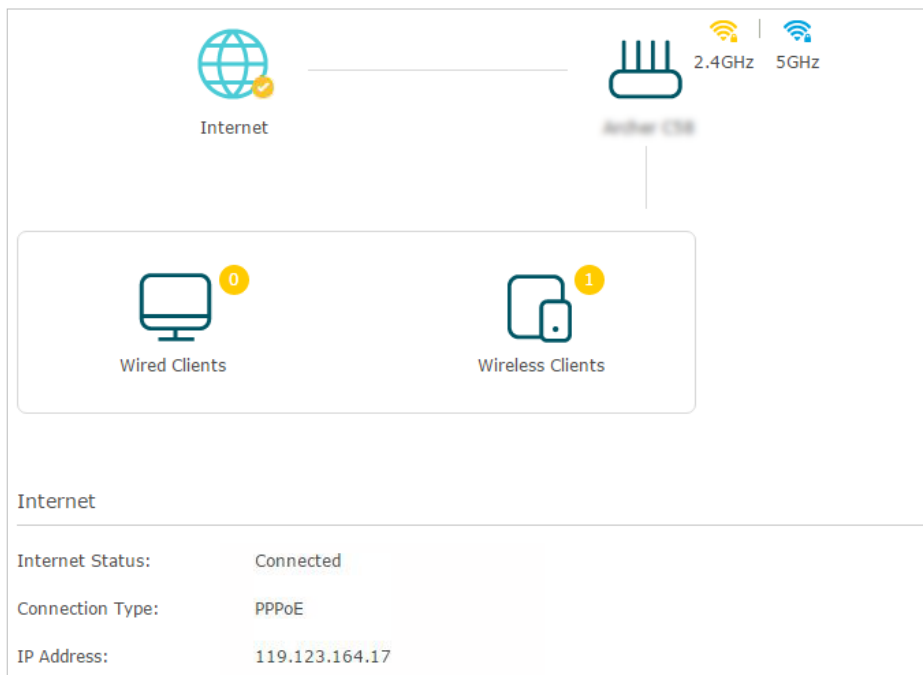 2.4GHz 5GHz
Internet
0
1
Wired Clients
Wireless Clients
Internet
Internet Status: Connected
Connection Type: PPPoE
IP Address: 119.123.164.17